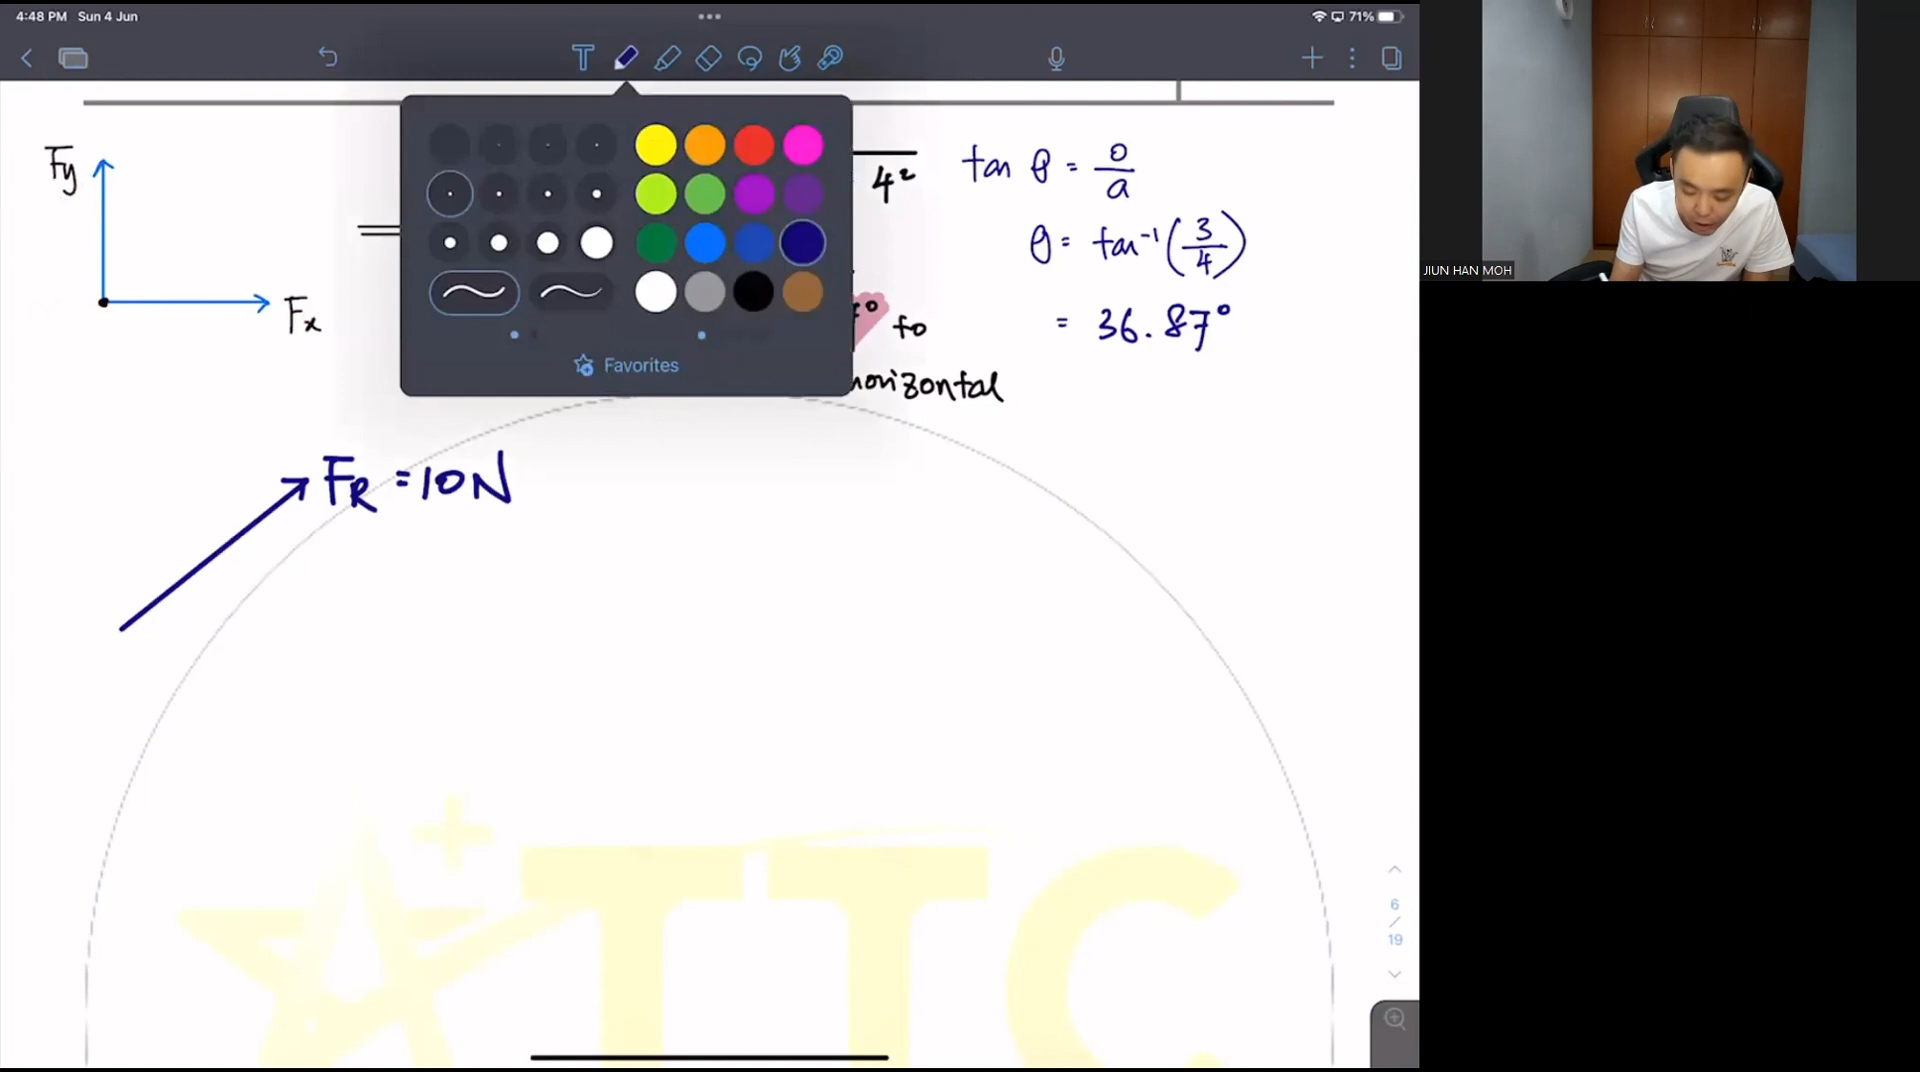 4:48 PM Sun 4 Jun
71%
T
Fy
Fx
4²
tan θ = o/a
θ = tan⁻¹(3/4)
= 36.87°
° to
horizontal
Favorites
FR = 10N
JIUN HAN MOH
TTC
6
/
19